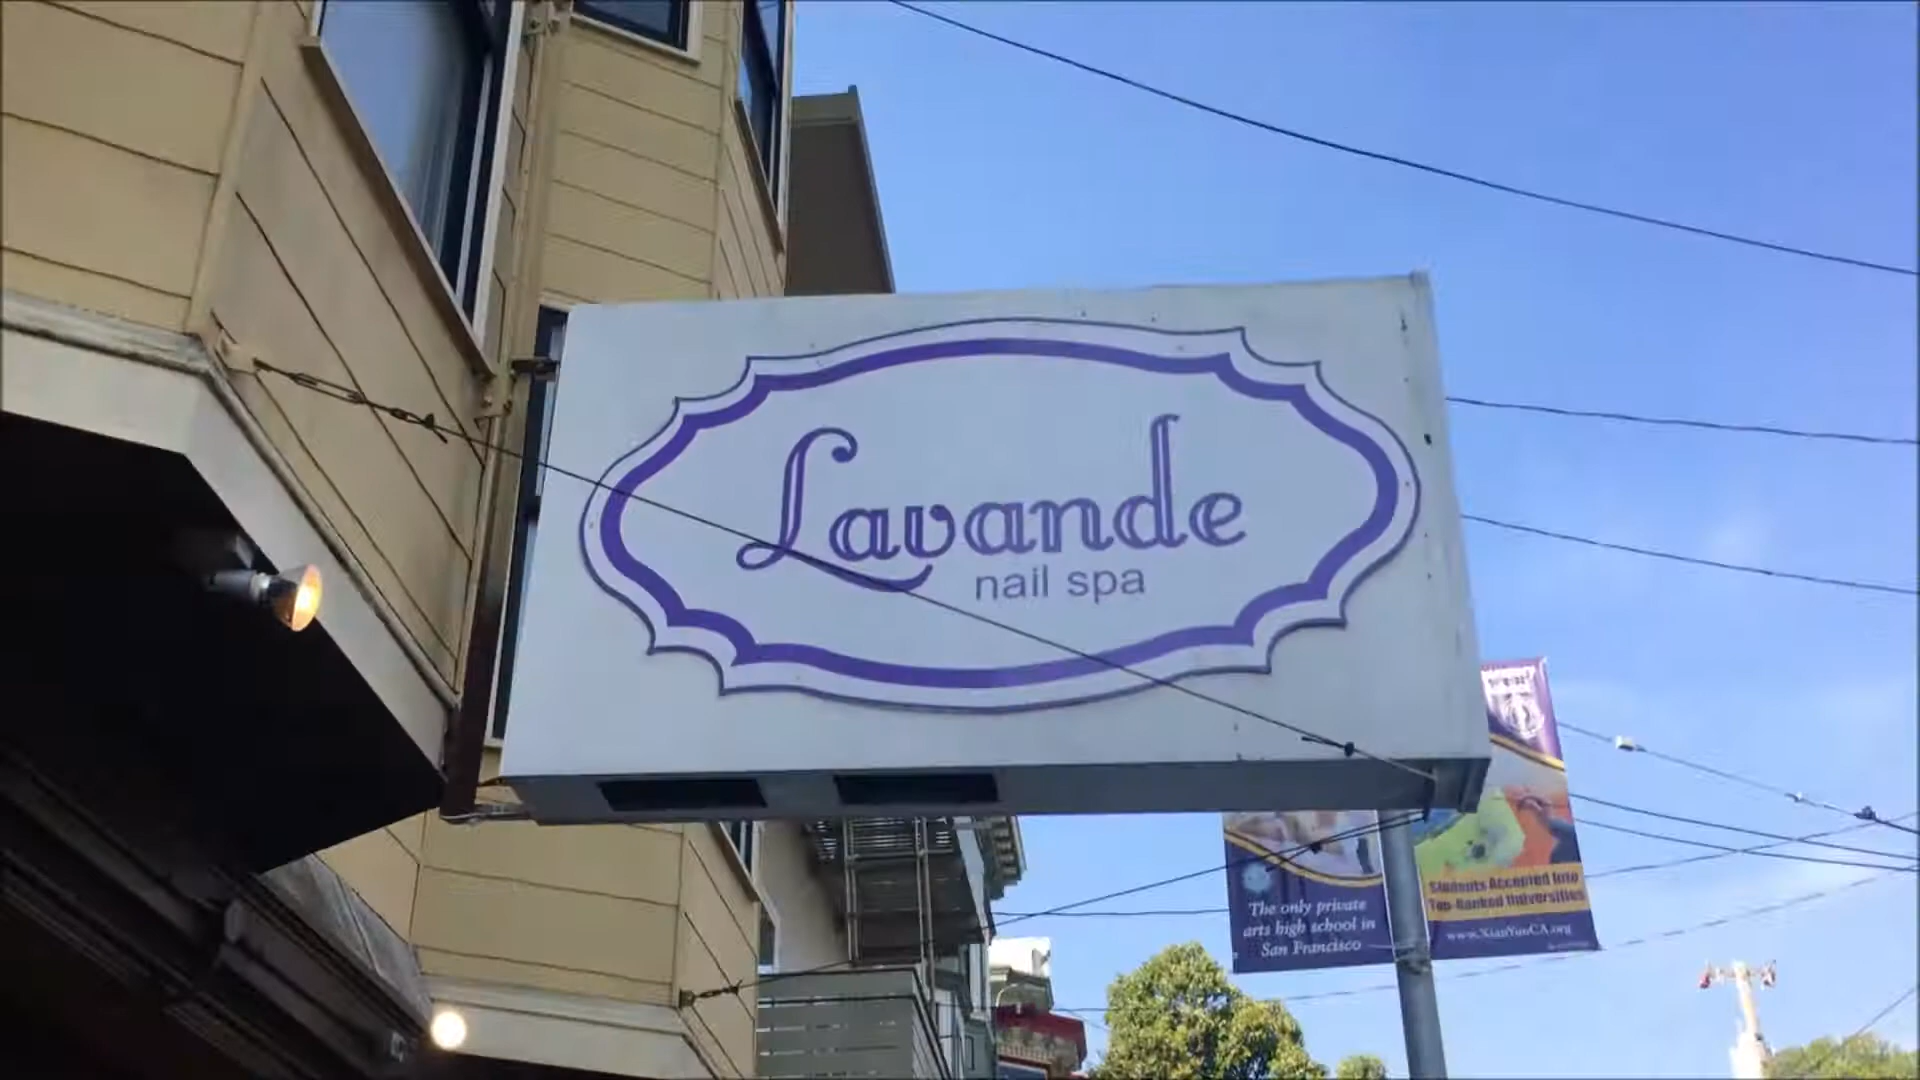 Lavande
nail spa
The only private
arts high school in
San Francisco
Students Accepted Into
Top-Ranked Universities
www.XianYunCA.org